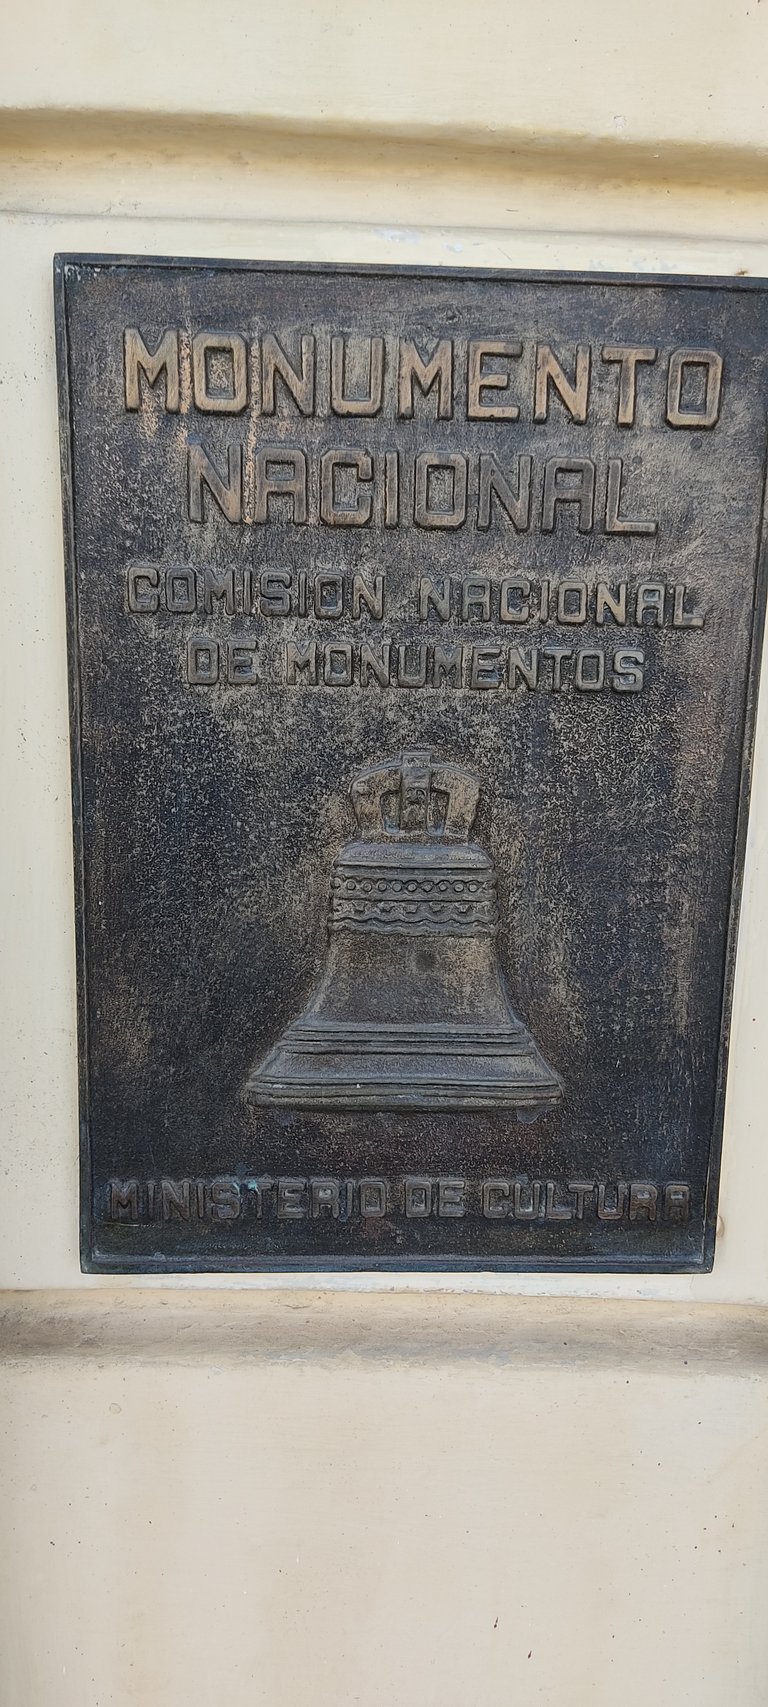 MONUMENTO
NACIONAL
COMISION NACIONAL
DE MONUMENTOS
MINISTERIO DE CULTURA